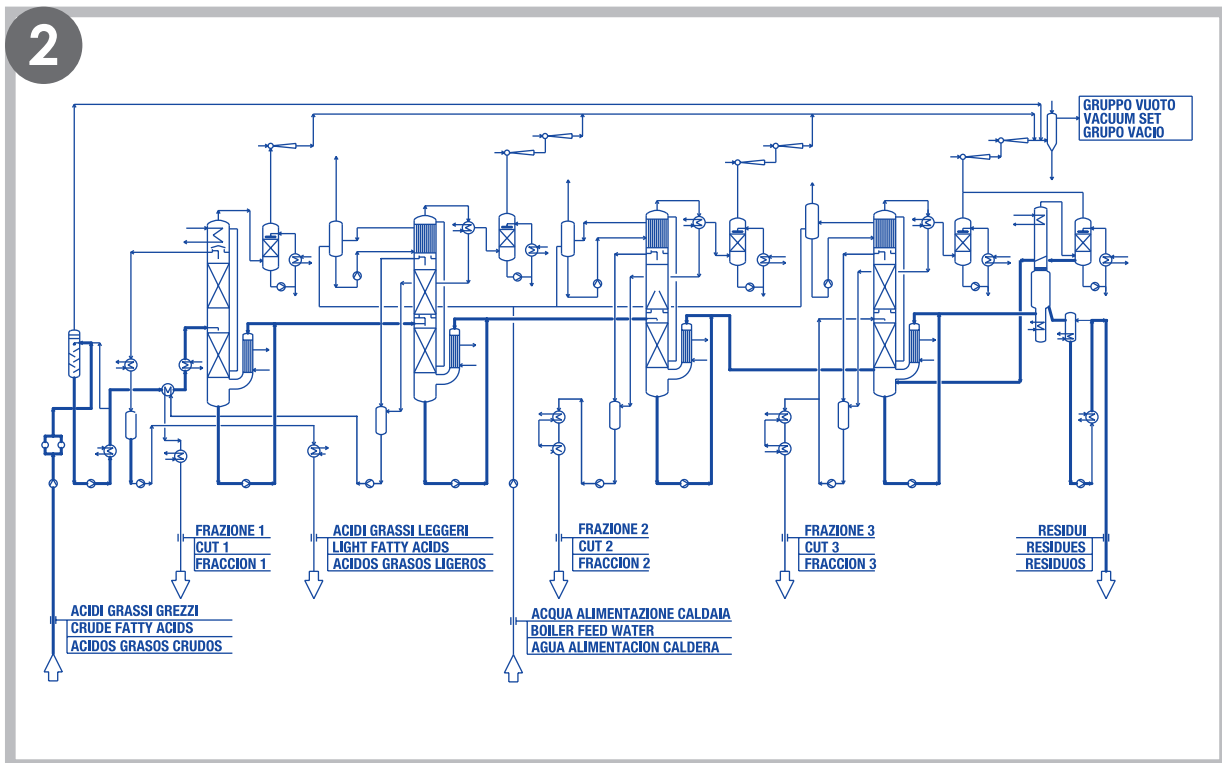 2
GRUPPO VUOTO
VACUUM SET
GRUPO VACIO
FRAZIONE 1
CUT 1
FRACCION 1
ACIDI GRASSI LEGGERI
LIGHT FATTY ACIDS
ACIDOS GRASOS LIGEROS
FRAZIONE 2
CUT 2
FRACCION 2
FRAZIONE 3
CUT 3
FRACCION 3
RESIDUI
RESIDUES
RESIDUOS
ACIDI GRASSI GREZZI
CRUDE FATTY ACIDS
ACIDOS GRASOS CRUDOS
ACQUA ALIMENTAZIONE CALDAIA
BOILER FEED WATER
AGUA ALIMENTACION CALDERA